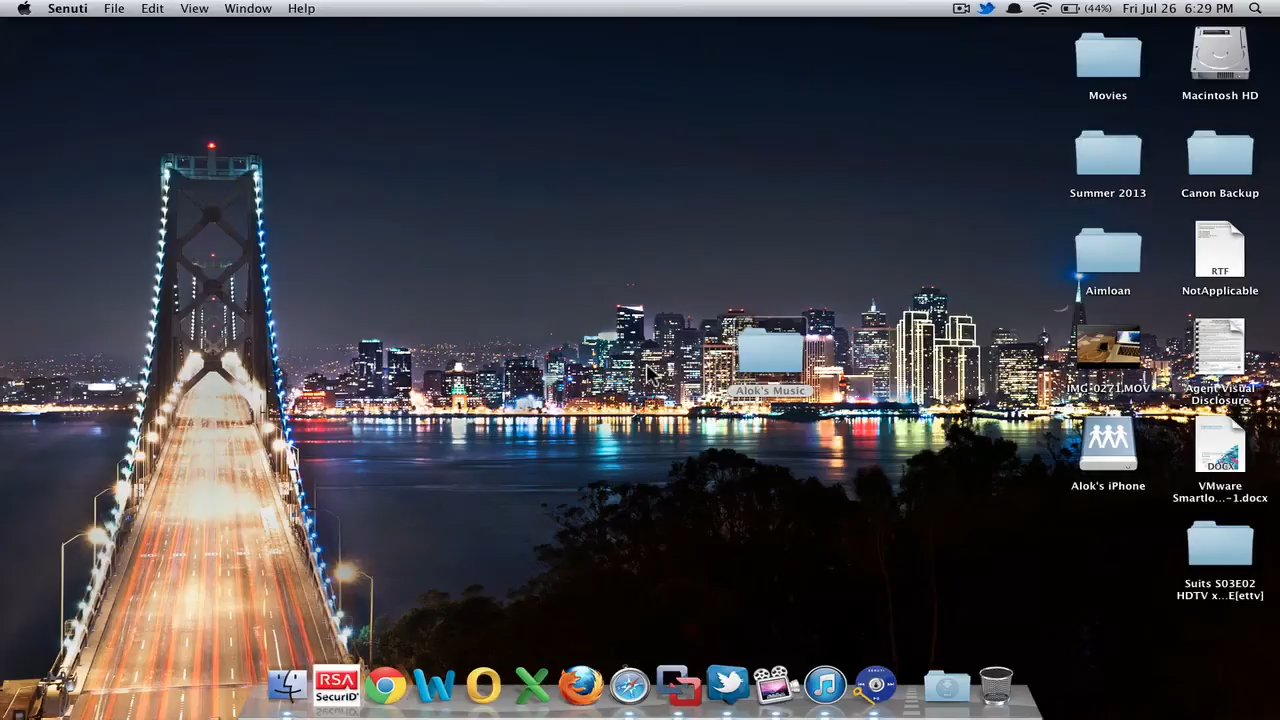 Senuti File Edit View Window Help (44%) Fri Jul 26 6:29 PM
Movies
Macintosh HD
Summer 2013
Canon Backup
Aimloan
RTF
NotApplicable
Alok's Music
IMG-0271.MOV
Agent Visual
Disclosure
Alok's iPhone
DOCX
VMware
Smartlo...-1.docx
Suits S03E02
HDTV x...E[ettv]
RSA
SecurID